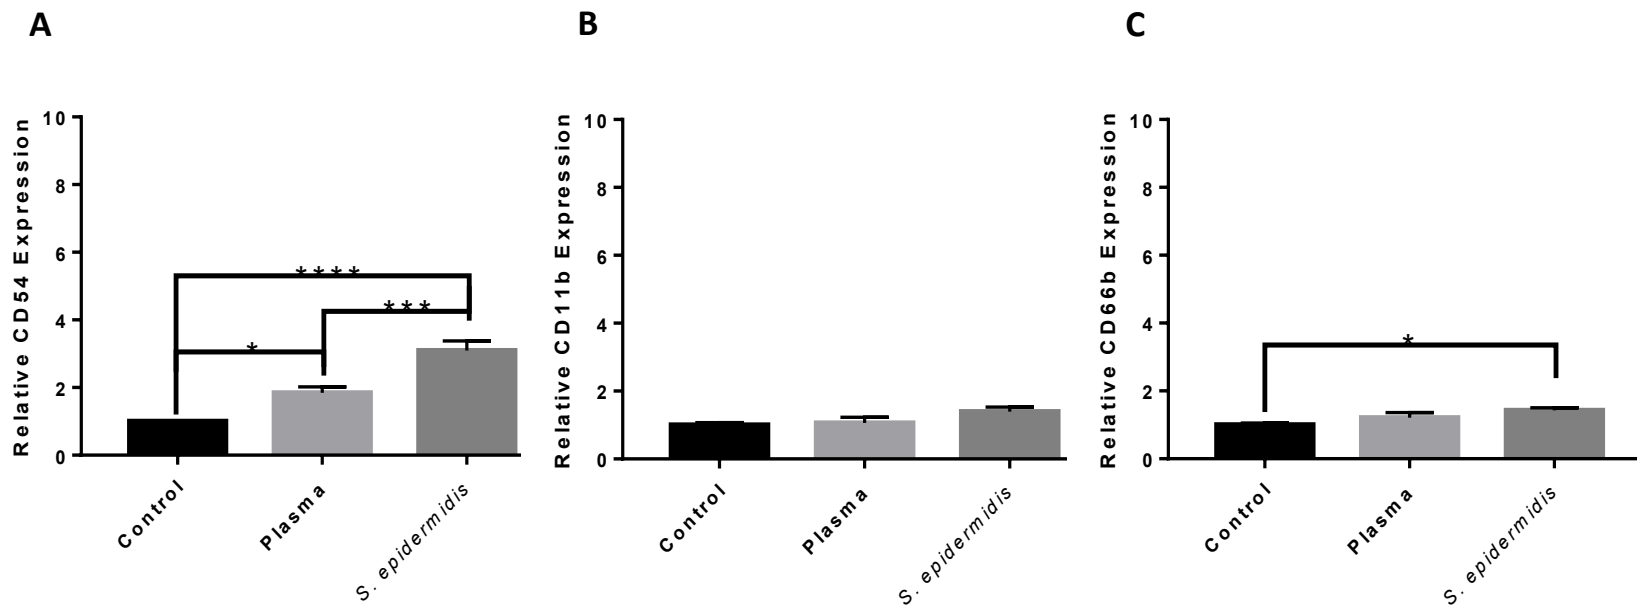 A
Relative CD54 Expression
10
8
6
4
2
0
****
***
*
Control
Plasma
S. epidermidis
B
Relative CD11b Expression
10
8
6
4
2
0
Control
Plasma
S. epidermidis
C
Relative CD66b Expression
10
8
6
4
2
0
*
Control
Plasma
S. epidermidis